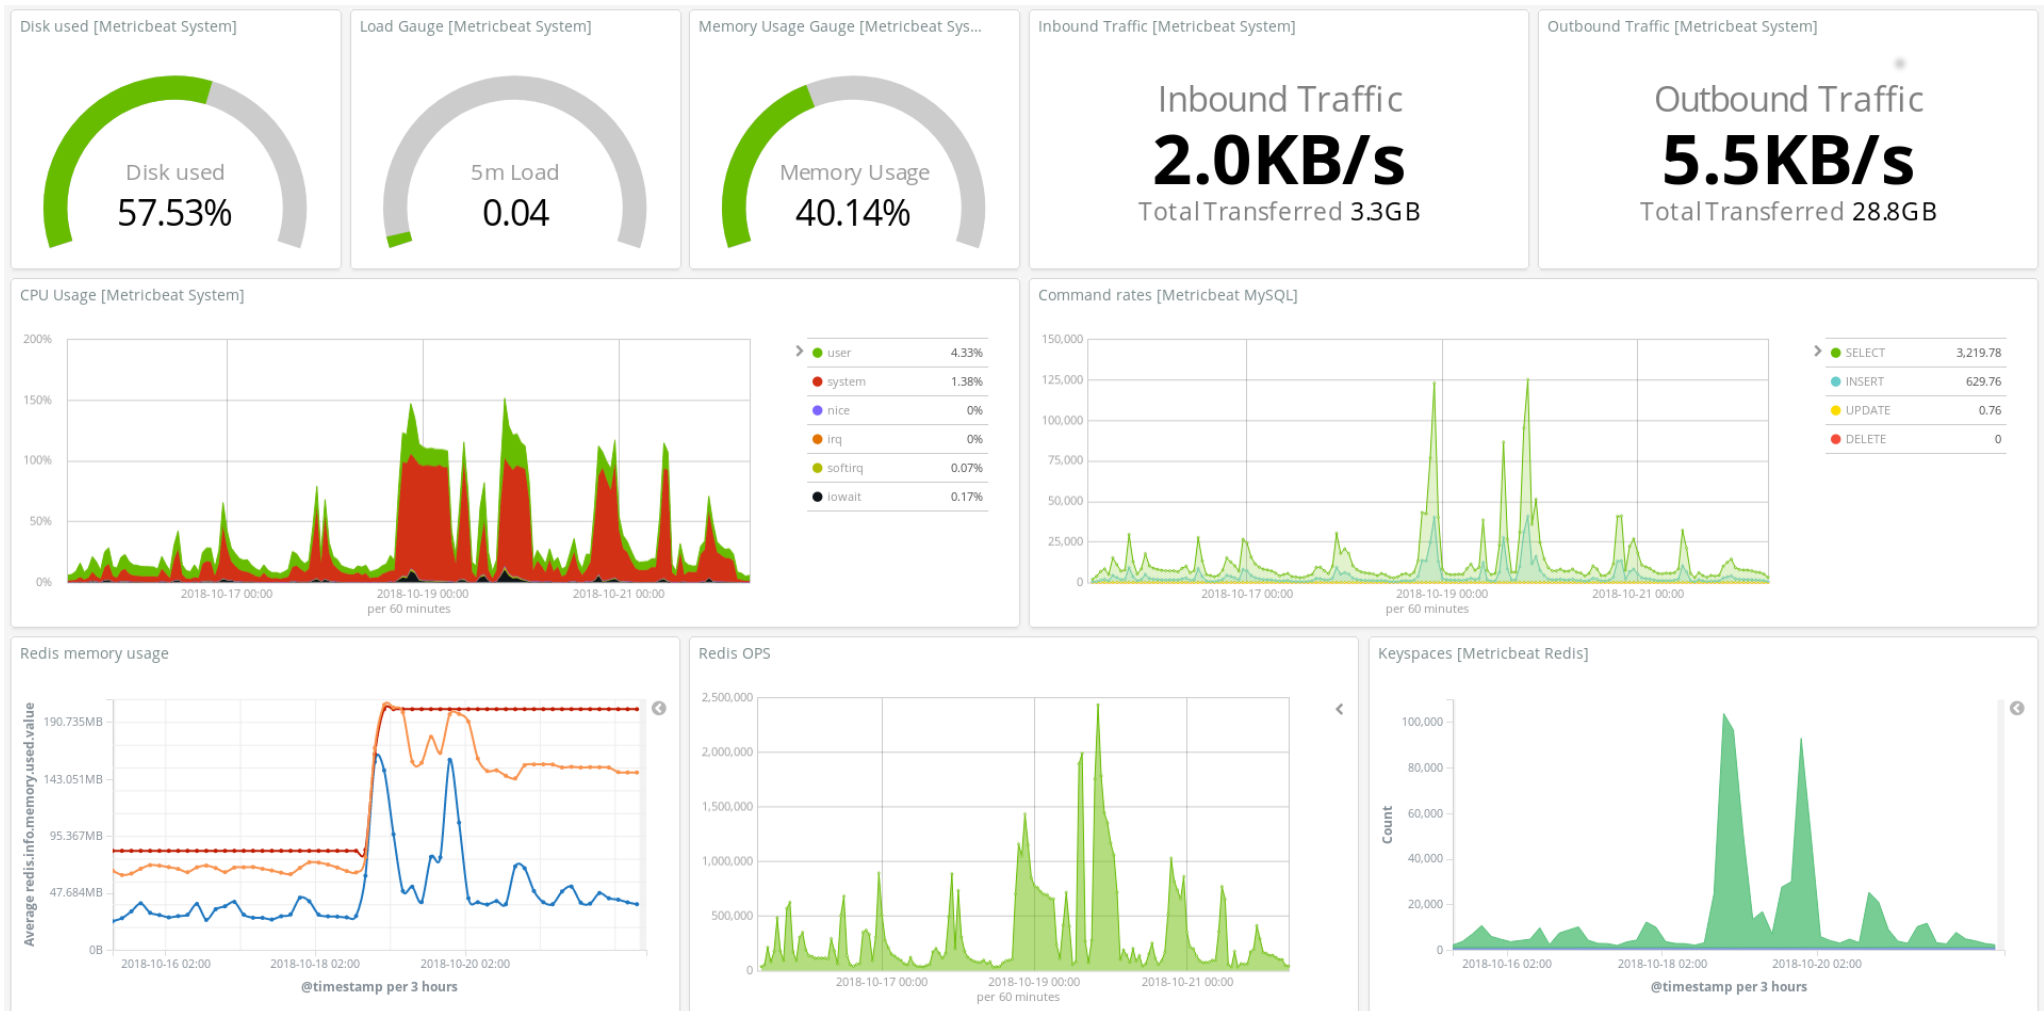 Disk used [Metricbeat System]
Disk used
57.53%
Load Gauge [Metricbeat System]
5m Load
0.04
Memory Usage Gauge [Metricbeat Sys...
Memory Usage
40.14%
Inbound Traffic [Metricbeat System]
Inbound Traffic
2.0KB/s
Total Transferred 3.3GB
Outbound Traffic [Metricbeat System]
Outbound Traffic
5.5KB/s
Total Transferred 28.8GB
CPU Usage [Metricbeat System]
200%
150%
100%
50%
0%
2018-10-17 00:00 2018-10-19 00:00 2018-10-21 00:00
per 60 minutes
user 4.33%
system 1.38%
nice 0%
irq 0%
softirq 0.07%
iowait 0.17%
Command rates [Metricbeat MySQL]
150,000
125,000
100,000
75,000
50,000
25,000
0
2018-10-17 00:00 2018-10-19 00:00 2018-10-21 00:00
per 60 minutes
SELECT 3,219.78
INSERT 629.76
UPDATE 0.76
DELETE 0
Redis memory usage
Average redis.info.memory.used.value
190.735MB
143.051MB
95.367MB
47.684MB
0B
2018-10-16 02:00 2018-10-18 02:00 2018-10-20 02:00
@timestamp per 3 hours
Redis OPS
2,500,000
2,000,000
1,500,000
1,000,000
500,000
0
2018-10-17 00:00 2018-10-19 00:00 2018-10-21 00:00
per 60 minutes
Keyspaces [Metricbeat Redis]
Count
100,000
80,000
60,000
40,000
20,000
0
2018-10-16 02:00 2018-10-18 02:00 2018-10-20 02:00
@timestamp per 3 hours